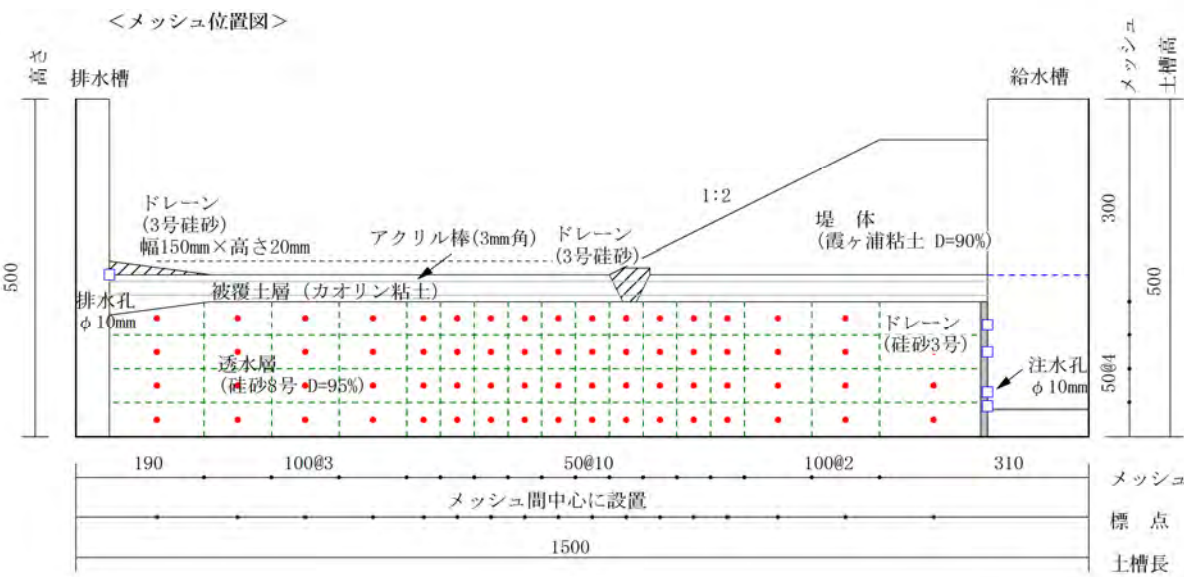 ＜メッシュ位置図＞
高さ
排水槽
給水槽
メッシュ
土槽高
ドレーン
(3号硅砂)
幅150mm×高さ20mm
アクリル棒(3mm角)
ドレーン
(3号硅砂)
1:2
堤 体
(霞ヶ浦粘土 D=90%)
300
500
500
排水孔
φ10mm
被覆土層 (カオリン粘土)
ドレーン
(硅砂3号)
透水層
(硅砂8号 D=95%)
注水孔
φ10mm
50@4
190
100@3
50@10
100@2
310
メッシュ
メッシュ間中心に設置
標 点
1500
土槽長